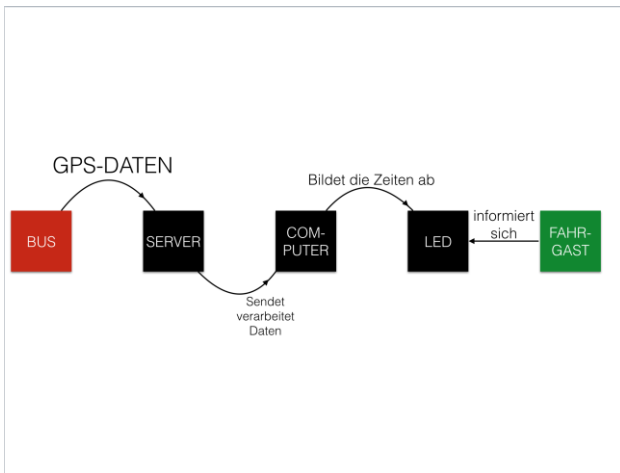 GPS-DATEN
Bildet die Zeiten ab
BUS
SERVER
COM-
PUTER
LED
informiert
sich
FAHR-
GAST
Sendet
verarbeitet
Daten